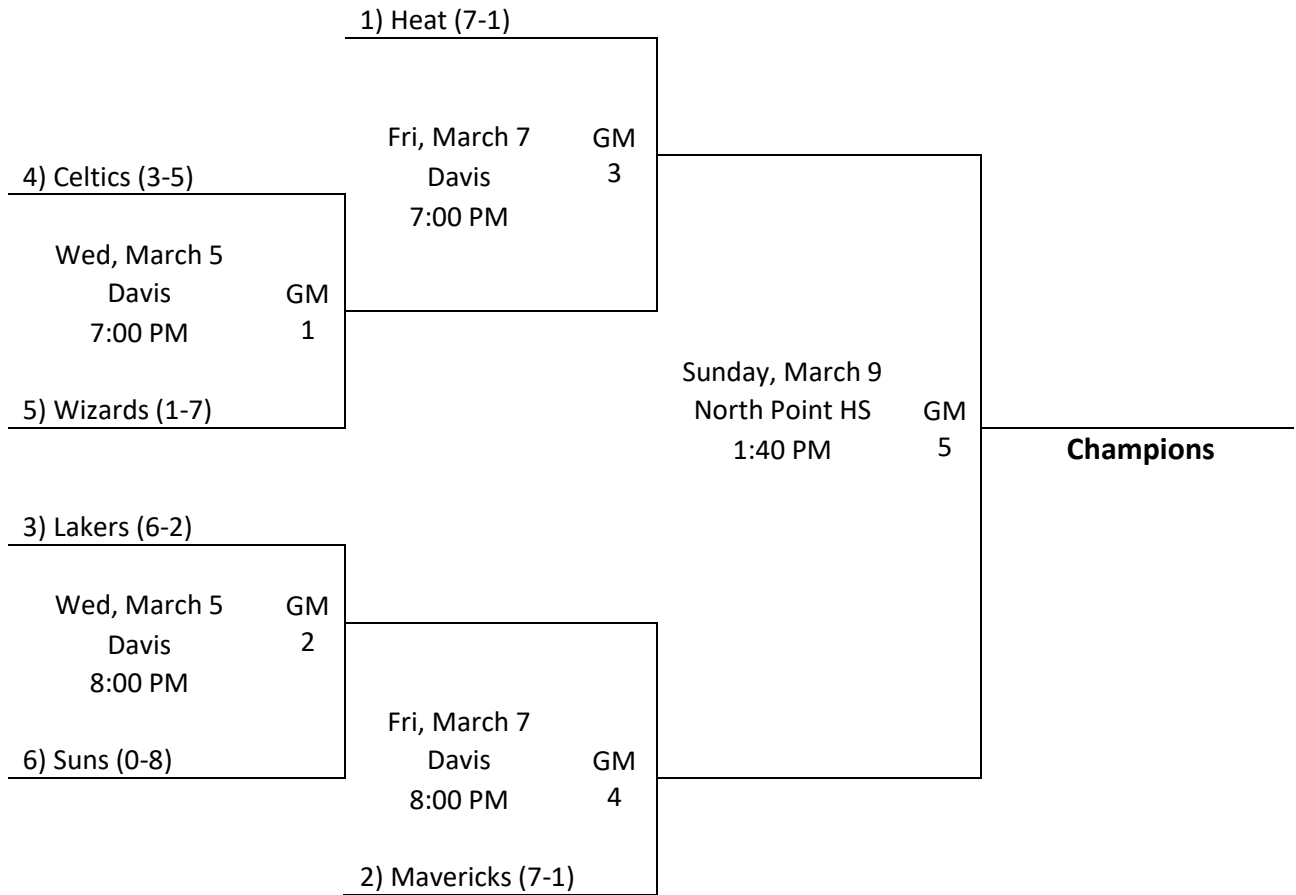 1) Heat (7-1)
Fri, March 7
Davis
7:00 PM
GM
3
4) Celtics (3-5)
Wed, March 5
Davis
7:00 PM
GM
1
5) Wizards (1-7)
Sunday, March 9
North Point HS
1:40 PM
GM
5
Champions
3) Lakers (6-2)
Wed, March 5
Davis
8:00 PM
GM
2
6) Suns (0-8)
Fri, March 7
Davis
8:00 PM
GM
4
2) Mavericks (7-1)